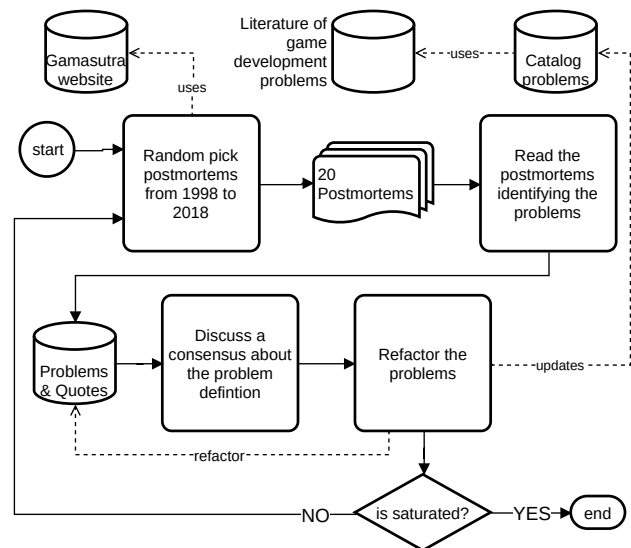 Gamasutra
website
Literature of
game
development
problems
Catalog
problems
uses
uses
start
Random pick
postmortems
from 1998 to
2018
20
Postmortems
Read the
postmortems
identifying the
problems
Problems
& Quotes
Discuss a
consensus about
the problem
defintion
Refactor the
problems
updates
refactor
NO
is saturated?
YES
end